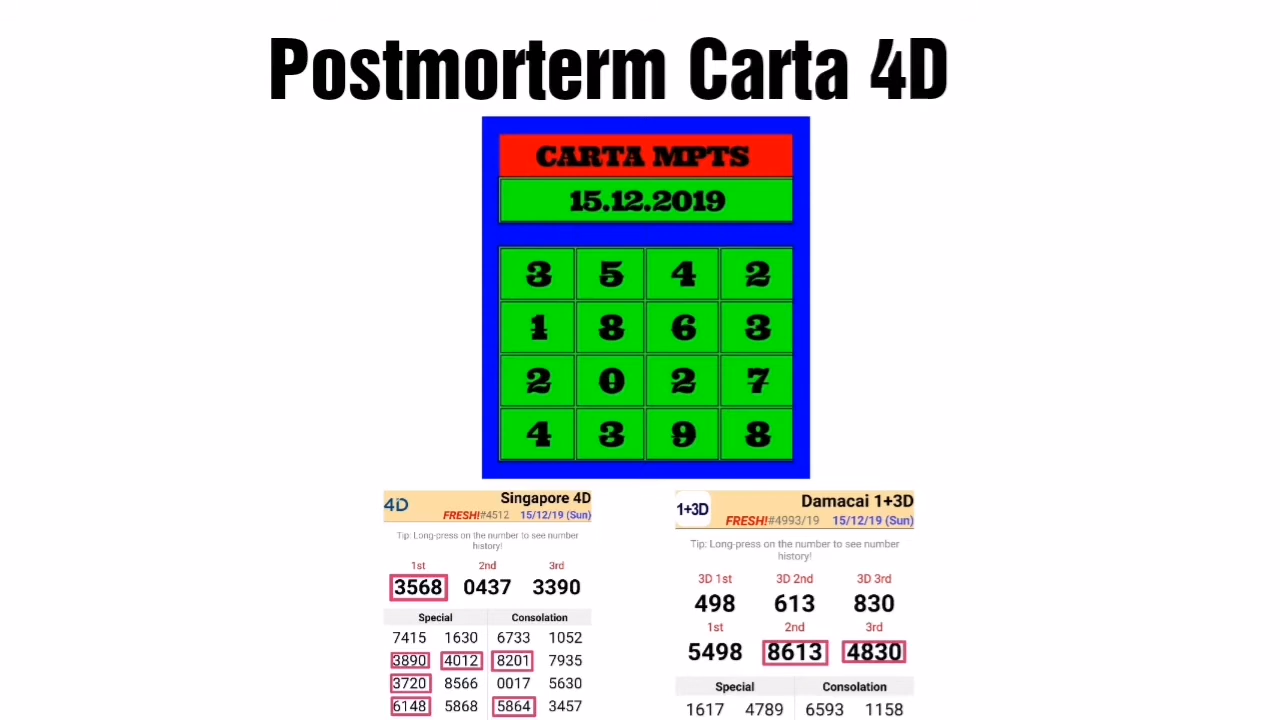 Postmorterm Carta 4D
CARTA MPTS
15.12.2019
3 5 4 2
1 8 6 3
2 0 2 7
4 3 9 8
4D
Singapore 4D
FRESH!#4512 15/12/19 (Sun)
Tip: Long-press on the number to see number
history!
1st 2nd 3rd
3568 0437 3390
Special Consolation
7415 1630 6733 1052
3890 4012 8201 7935
3720 8566 0017 5630
6148 5868 5864 3457
1+3D
Damacai 1+3D
FRESH!#4993/19 15/12/19 (Sun)
Tip: Long-press on the number to see number
history!
3D 1st 3D 2nd 3D 3rd
498 613 830
1st 2nd 3rd
5498 8613 4830
Special Consolation
1617 4789 6593 1158